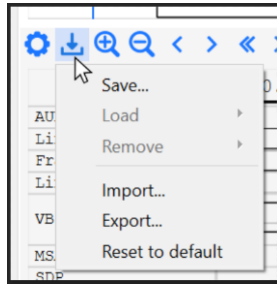 Save...
Load
Remove
Import...
Export...
Reset to default
AU
Li
Fr
Li
VB
MS
SDP